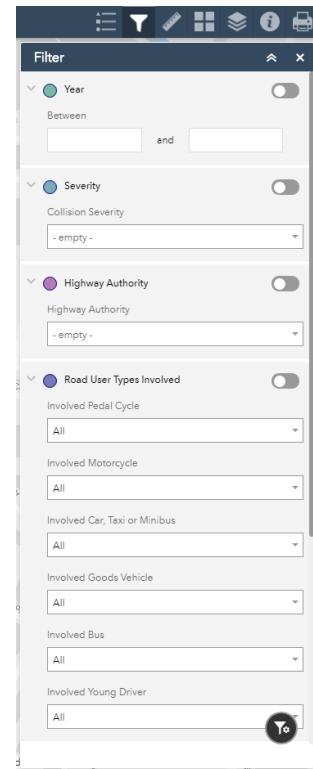 Filter
Year
Between
and
Severity
Collision Severity
- empty -
Highway Authority
Highway Authority
- empty -
Road User Types Involved
Involved Pedal Cycle
All
Involved Motorcycle
All
Involved Car, Taxi or Minibus
All
Involved Goods Vehicle
All
Involved Bus
All
Involved Young Driver
All